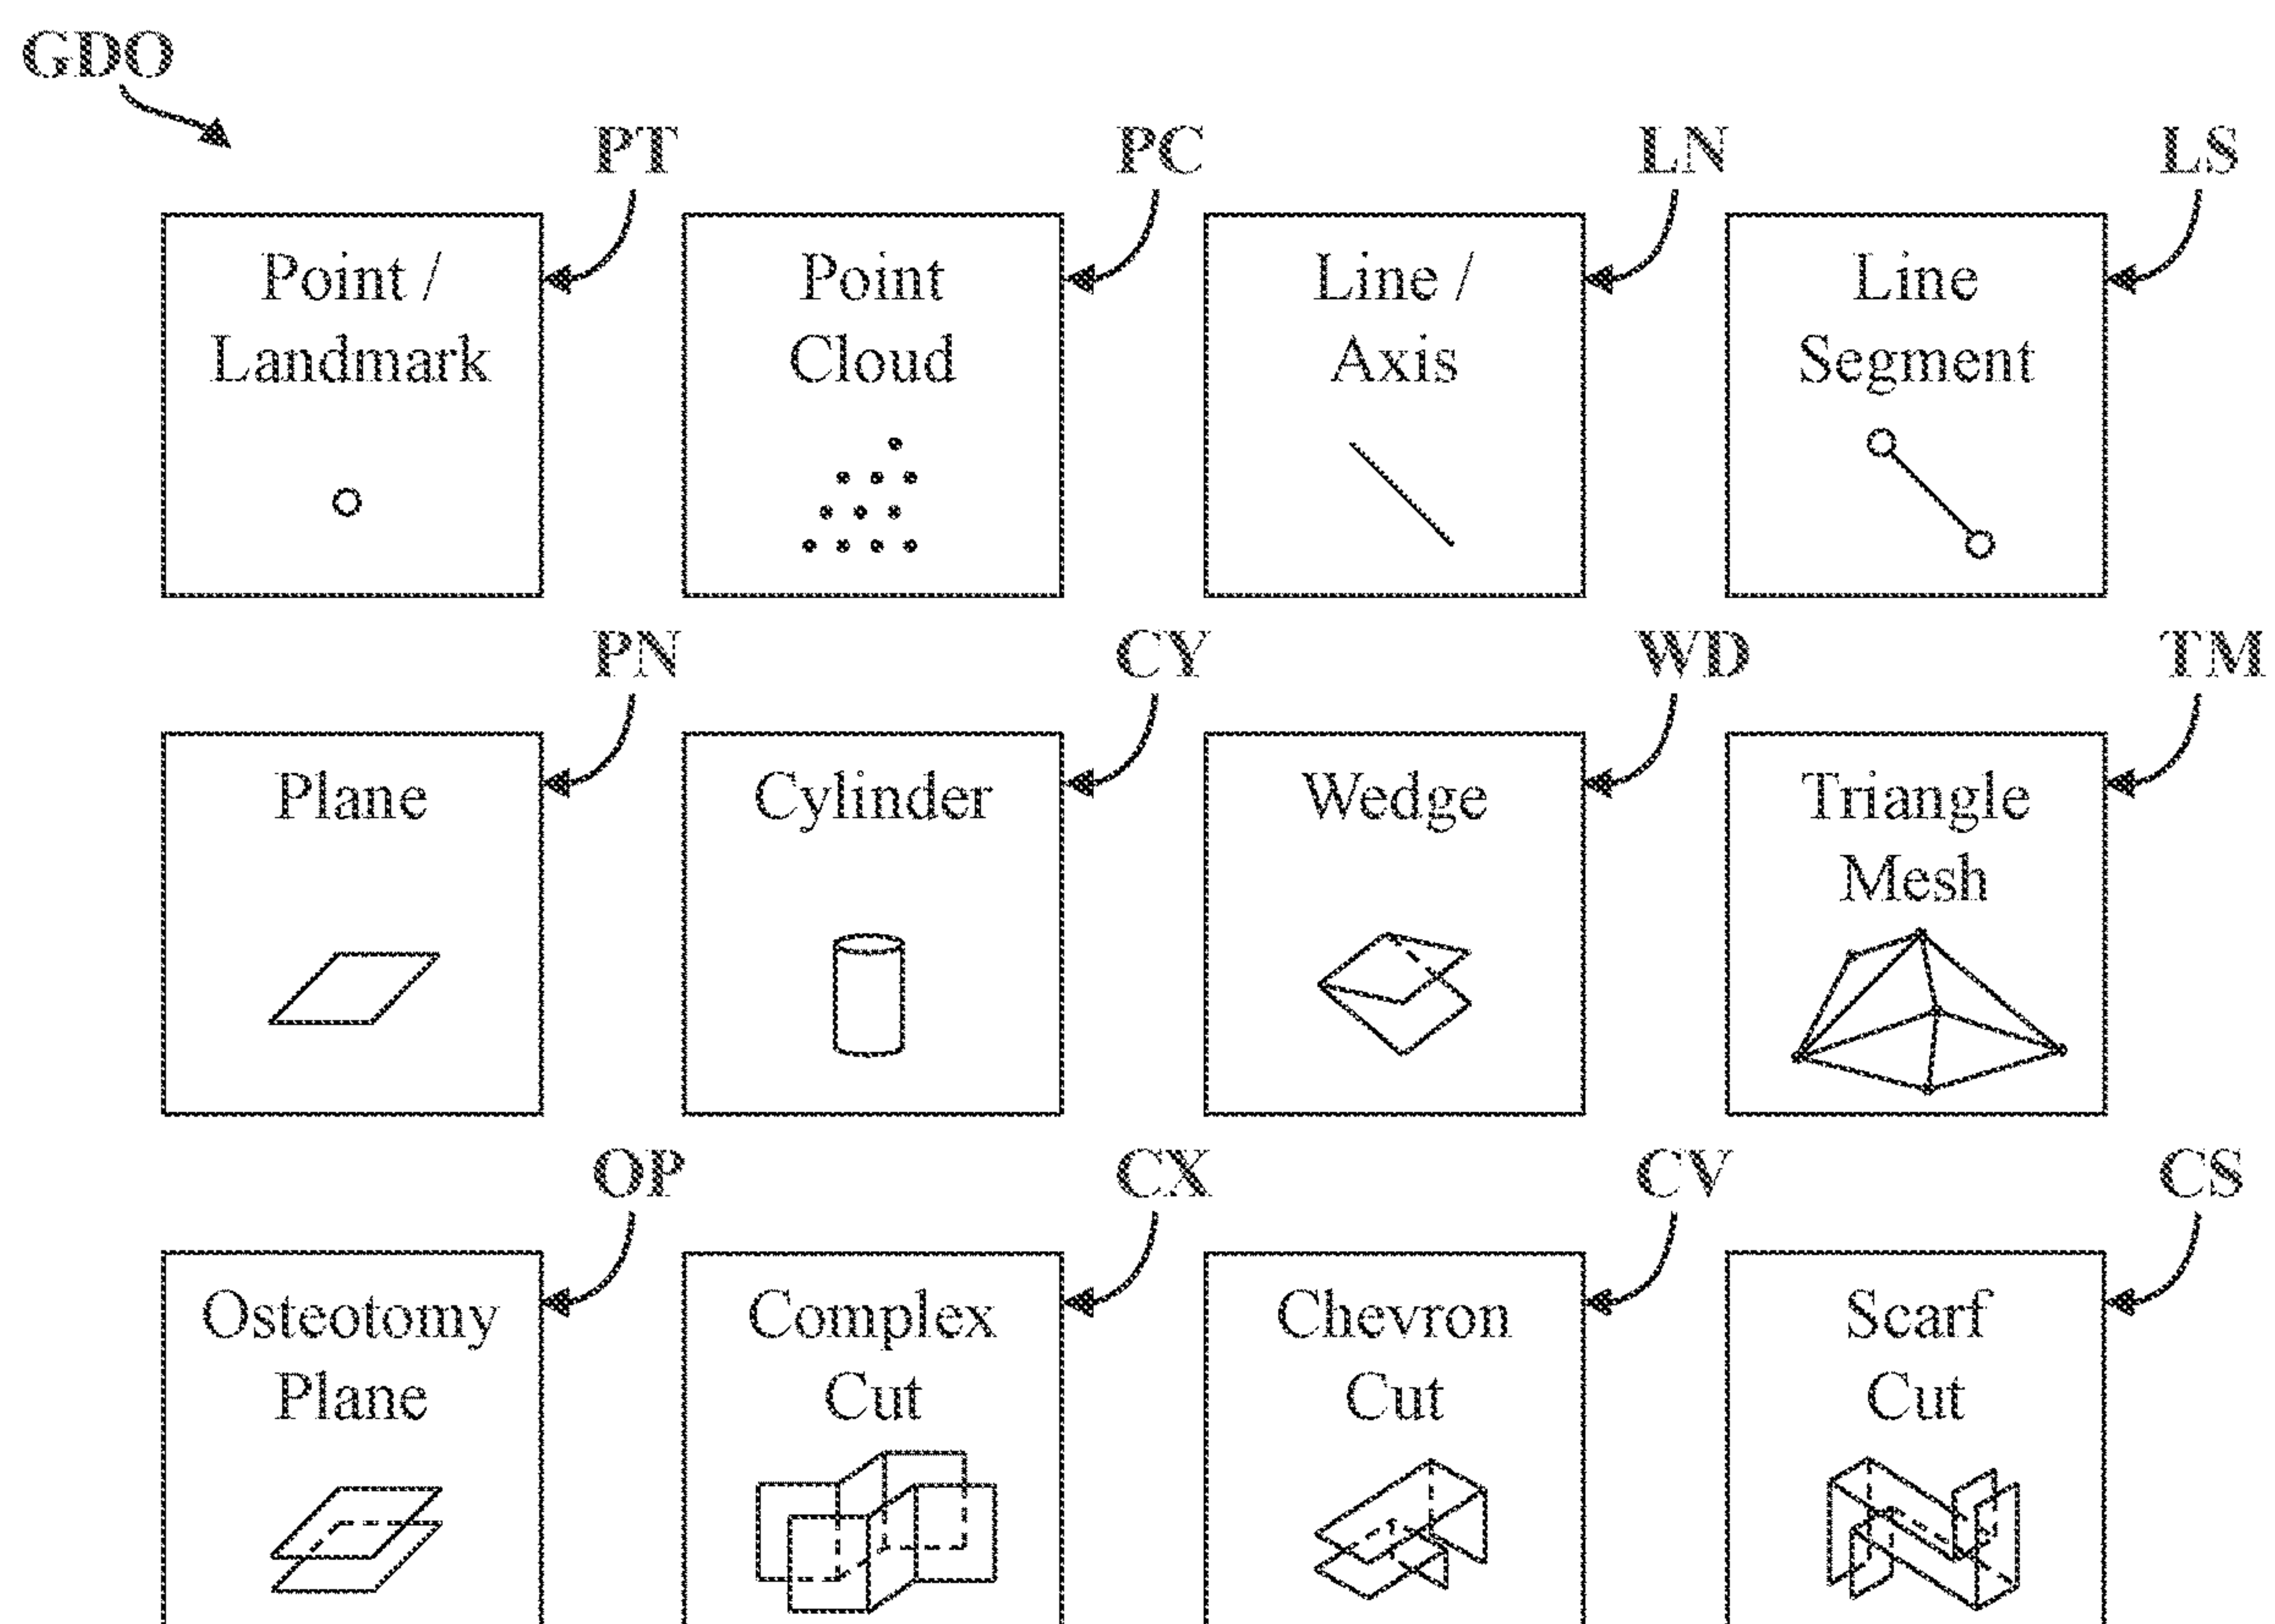 GDO
PT PC LN LS
Point / Landmark
Point Cloud
Line / Axis
Line Segment
PN CY WD TM
Plane
Cylinder
Wedge
Triangle Mesh
OP CX CV CS
Osteotomy Plane
Complex Cut
Chevron Cut
Scarf Cut